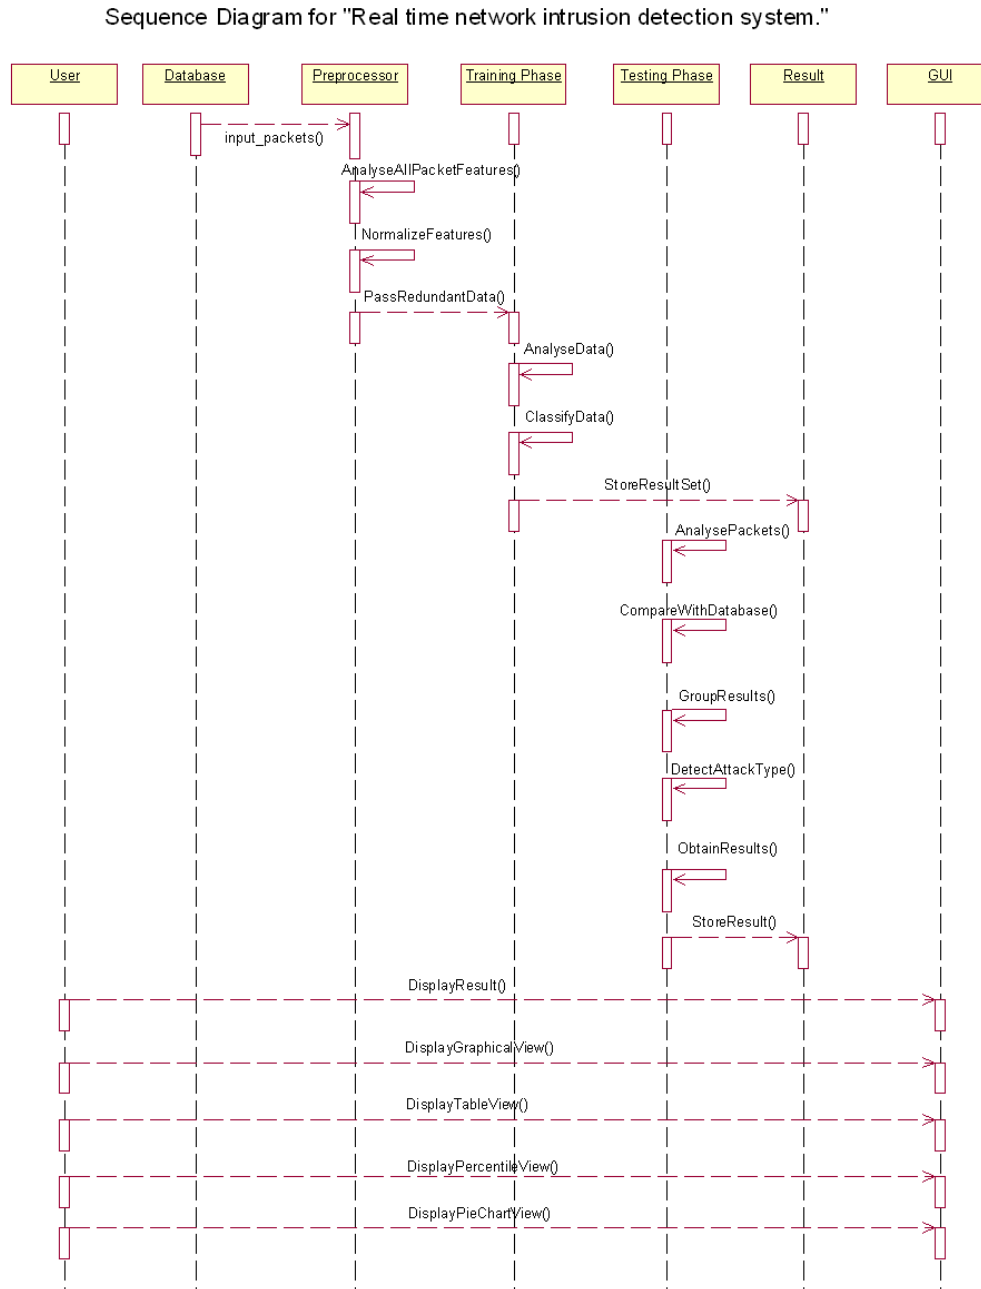 Sequence Diagram for "Real time network intrusion detection system."
User Database Preprocessor Training Phase Testing Phase Result GUI
input_packets()
AnalyseAllPacketFeatures()
NormalizeFeatures()
PassRedundantData()
AnalyseData()
ClassifyData()
StoreResultSet()
AnalysePackets()
CompareWithDatabase()
GroupResults()
DetectAttackType()
ObtainResults()
StoreResult()
DisplayResult()
DisplayGraphicalView()
DisplayTableView()
DisplayPercentileView()
DisplayPieChartView()